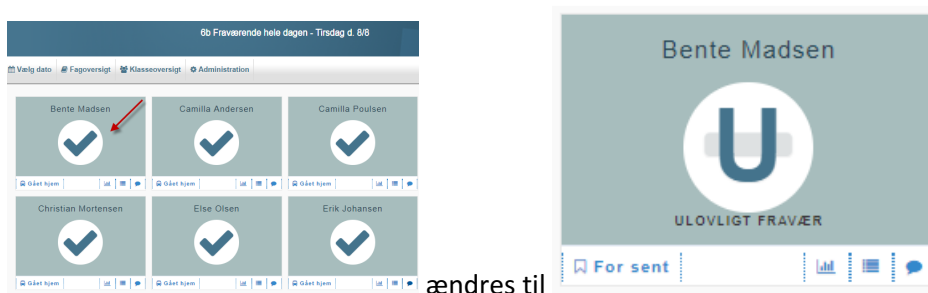 6b Fraværende hele dagen - Tirsdag d. 8/8
Vælg dato Fagoversigt Klasseoversigt Administration
Bente Madsen Camilla Andersen Camilla Poulsen
Gået hjem Gået hjem Gået hjem
Christian Mortensen Else Olsen Erik Johansen
Gået hjem Gået hjem Gået hjem
ændres til
Bente Madsen
U
ULOVLIGT FRAVÆR
For sent